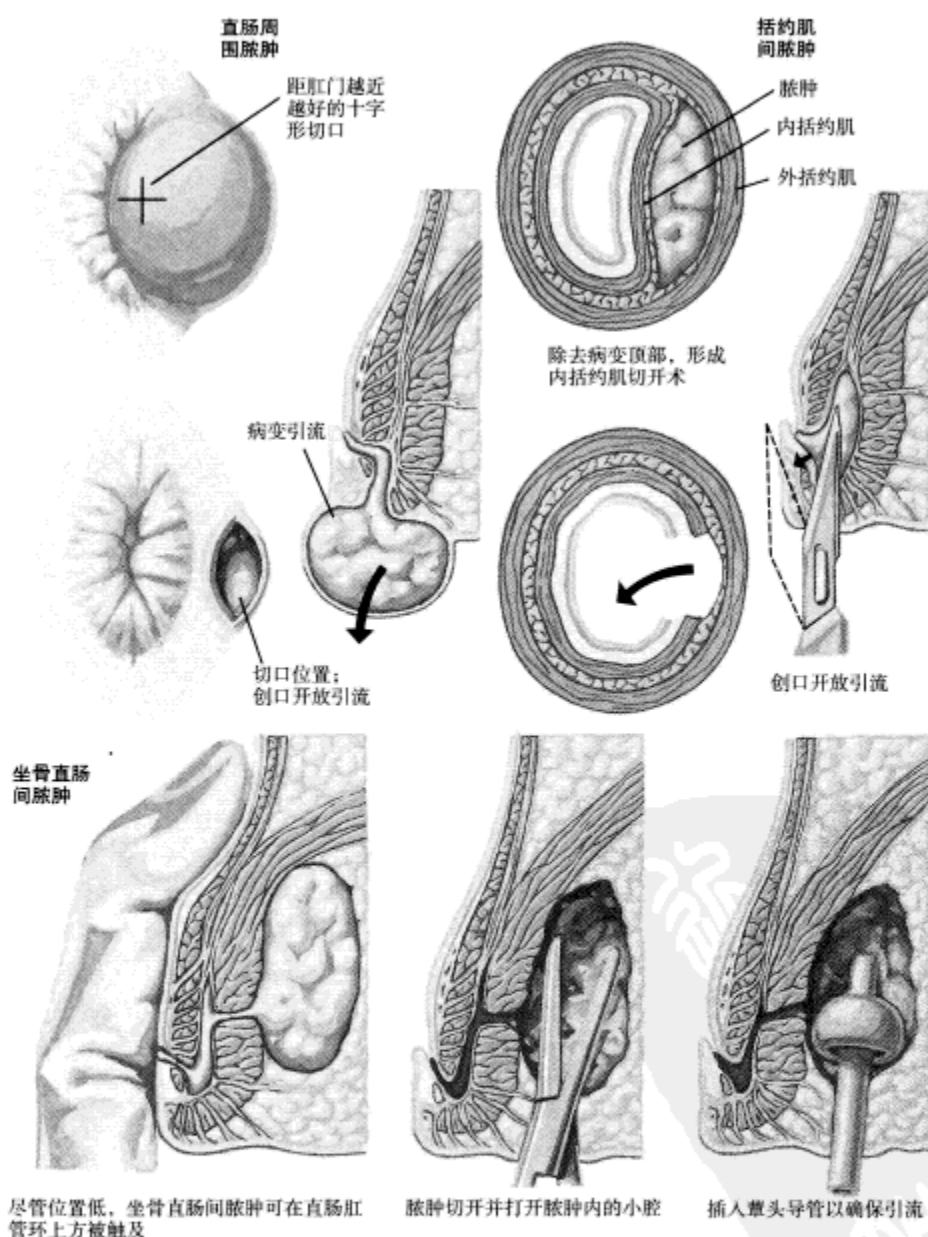 直肠周
围脓肿
距肛门越近
越好的十字
形切口
括约肌
间脓肿
脓肿
内括约肌
外括约肌
除去病变顶部，形成
内括约肌切开术
病变引流
切口位置；
创口开放引流
创口开放引流
坐骨直肠
间脓肿
尽管位置低，坐骨直肠间脓肿可在直肠肛
管环上方被触及
脓肿切开并打开脓肿内的小腔
插入蕈头导管以确保引流